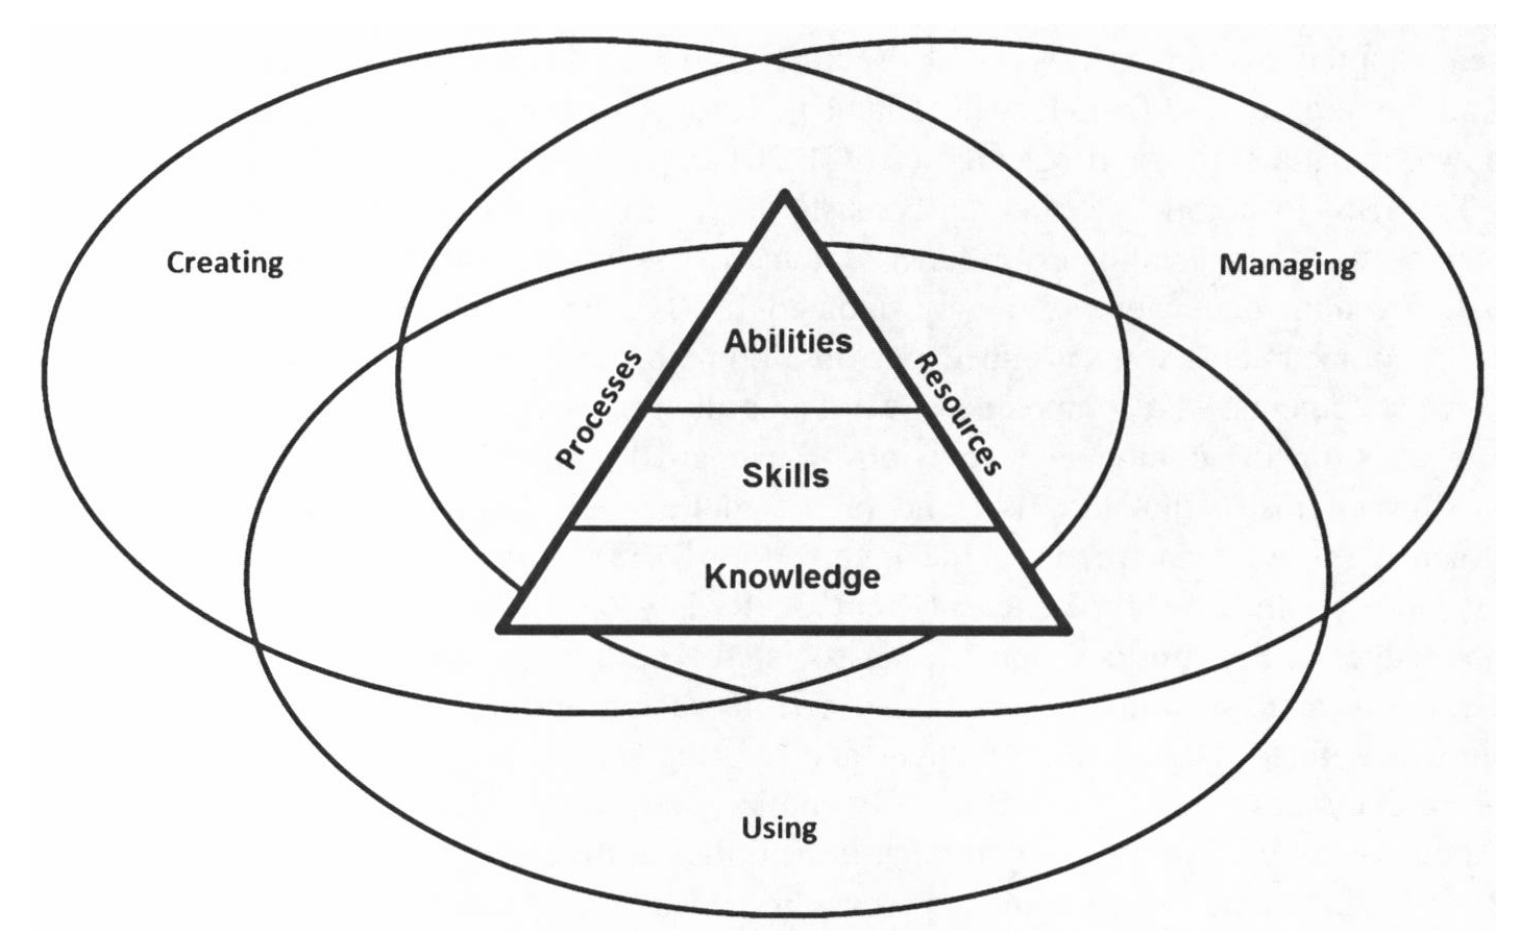 Creating
Managing
Abilities
Processes
Resources
Skills
Knowledge
Using